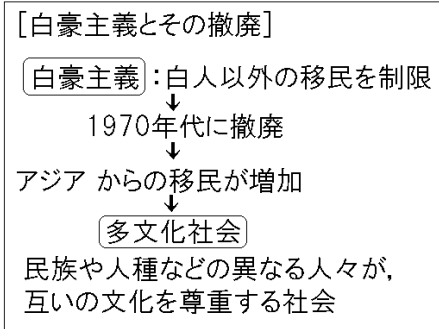 [白豪主義とその撤廃]
白豪主義:白人以外の移民を制限
↓
1970年代に撤廃
↓
アジア からの移民が増加
↓
多文化社会
民族や人種などの異なる人々が,
互いの文化を尊重する社会